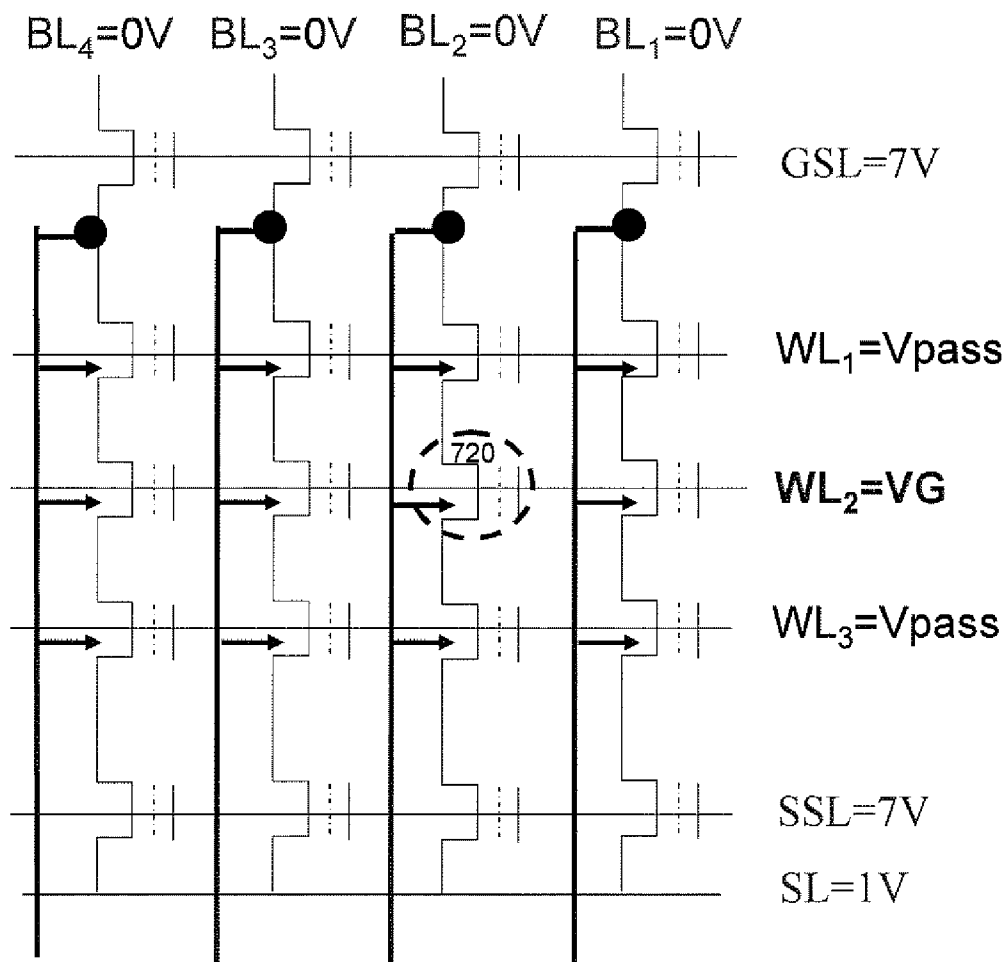 BL₄=0V BL₃=0V BL₂=0V BL₁=0V
GSL=7V
WL₁=Vpass
720
WL₂=VG
WL₃=Vpass
SSL=7V
SL=1V